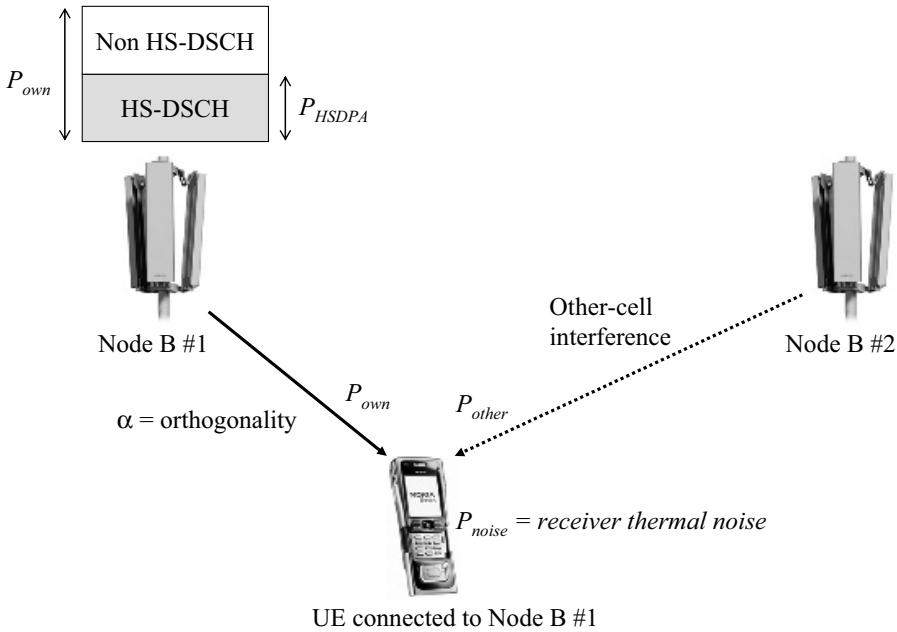 Non HS-DSCH
P_own
HS-DSCH
P_HSDPA
Node B #1
Other-cell
interference
Node B #2
P_own
P_other
α = orthogonality
NOKIA
P_noise = receiver thermal noise
UE connected to Node B #1